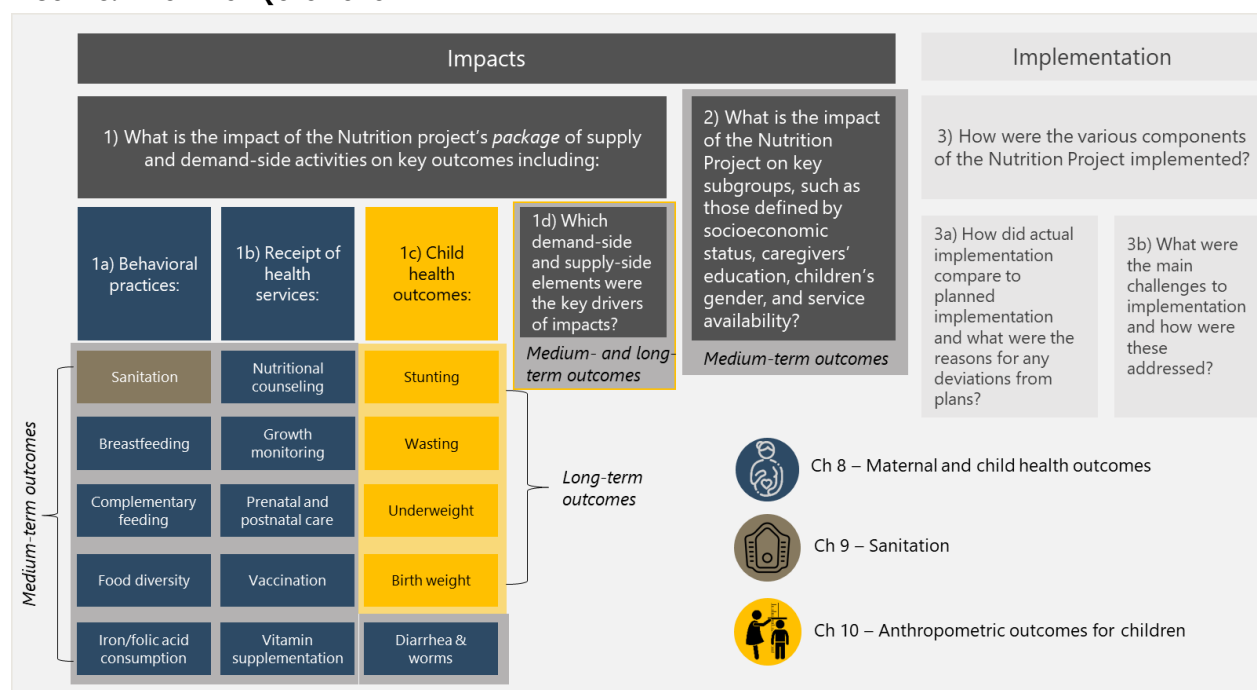 Impacts
Implementation
1) What is the impact of the Nutrition project's package of supply
and demand-side activities on key outcomes including:
2) What is the impact
of the Nutrition
Project on key
subgroups, such as
those defined by
socioeconomic
status, caregivers'
education, children's
gender, and service
availability?
Medium-term outcomes
3) How were the various components
of the Nutrition Project implemented?
1a) Behavioral
practices:
1b) Receipt of
health
services:
1c) Child
health
outcomes:
1d) Which
demand-side
and supply-side
elements were
the key drivers
of impacts?
Medium- and long-
term outcomes
3a) How did actual
implementation
compare to
planned
implementation
and what were the
reasons for any
deviations from
plans?
3b) What were
the main
challenges to
implementation
and how were
these
addressed?
Medium-term outcomes
Sanitation
Nutritional
counseling
Stunting
Breastfeeding
Growth
monitoring
Wasting
Complementary
feeding
Prenatal and
postnatal care
Underweight
Food diversity
Vaccination
Birth weight
Iron/folic acid
consumption
Vitamin
supplementation
Diarrhea &
worms
Long-term
outcomes
Ch 8 – Maternal and child health outcomes
Ch 9 – Sanitation
Ch 10 – Anthropometric outcomes for children